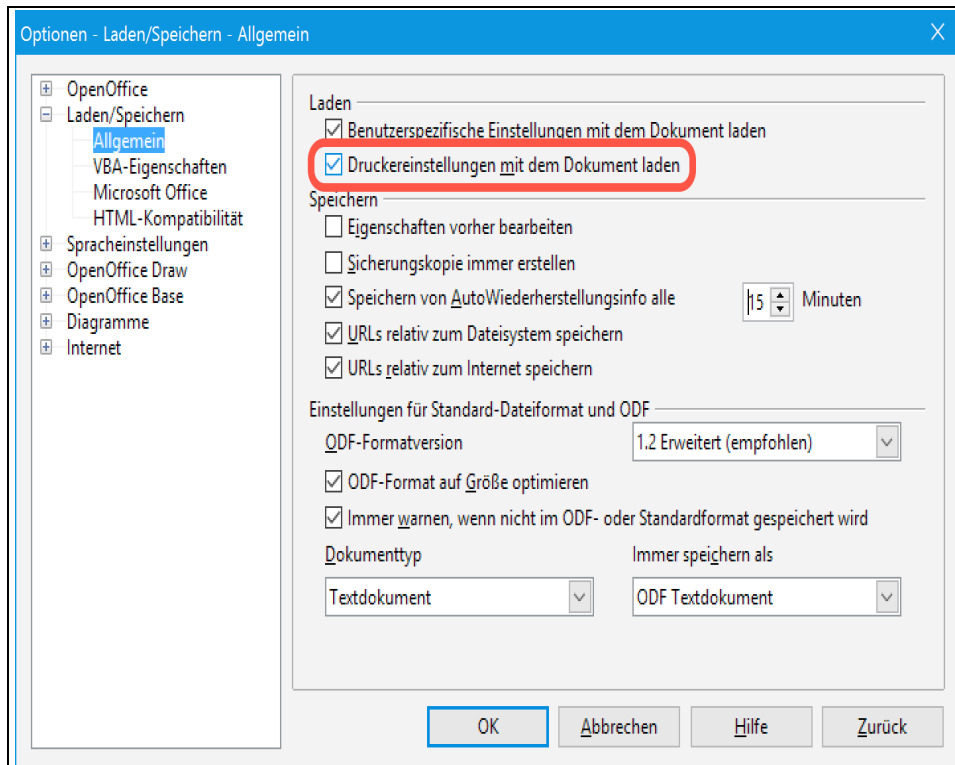 Optionen - Laden/Speichern - Allgemein
OpenOffice
Laden/Speichern
Allgemein
VBA-Eigenschaften
Microsoft Office
HTML-Kompatibilität
Spracheinstellungen
OpenOffice Draw
OpenOffice Base
Diagramme
Internet
Laden
Benutzerspezifische Einstellungen mit dem Dokument laden
Druckereinstellungen mit dem Dokument laden
Speichern
Eigenschaften vorher bearbeiten
Sicherungskopie immer erstellen
Speichern von AutoWiederherstellungsinfo alle 15 Minuten
URLs relativ zum Dateisystem speichern
URLs relativ zum Internet speichern
Einstellungen für Standard-Dateiformat und ODF
ODF-Formatversion 1.2 Erweitert (empfohlen)
ODF-Format auf Größe optimieren
Immer warnen, wenn nicht im ODF- oder Standardformat gespeichert wird
Dokumenttyp Immer speichern als
Textdokument ODF Textdokument
OK Abbrechen Hilfe Zurück